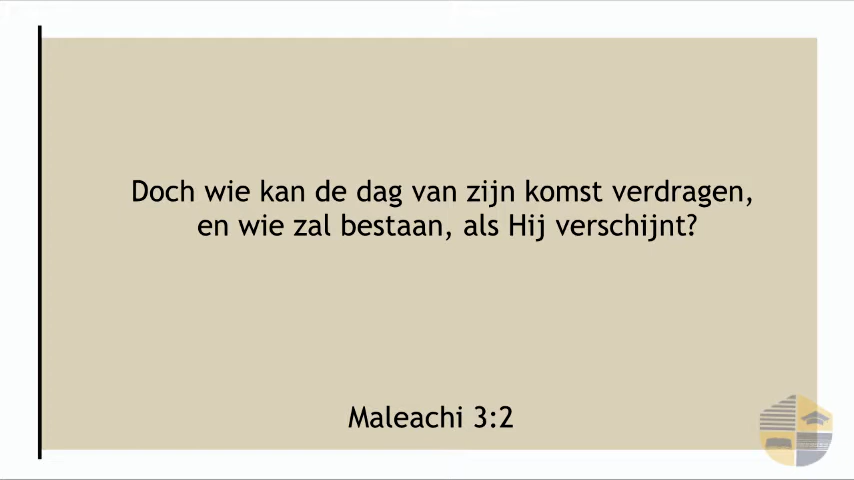 Doch wie kan de dag van zijn komst verdragen,
en wie zal bestaan, als Hij verschijnt?
Maleachi 3:2